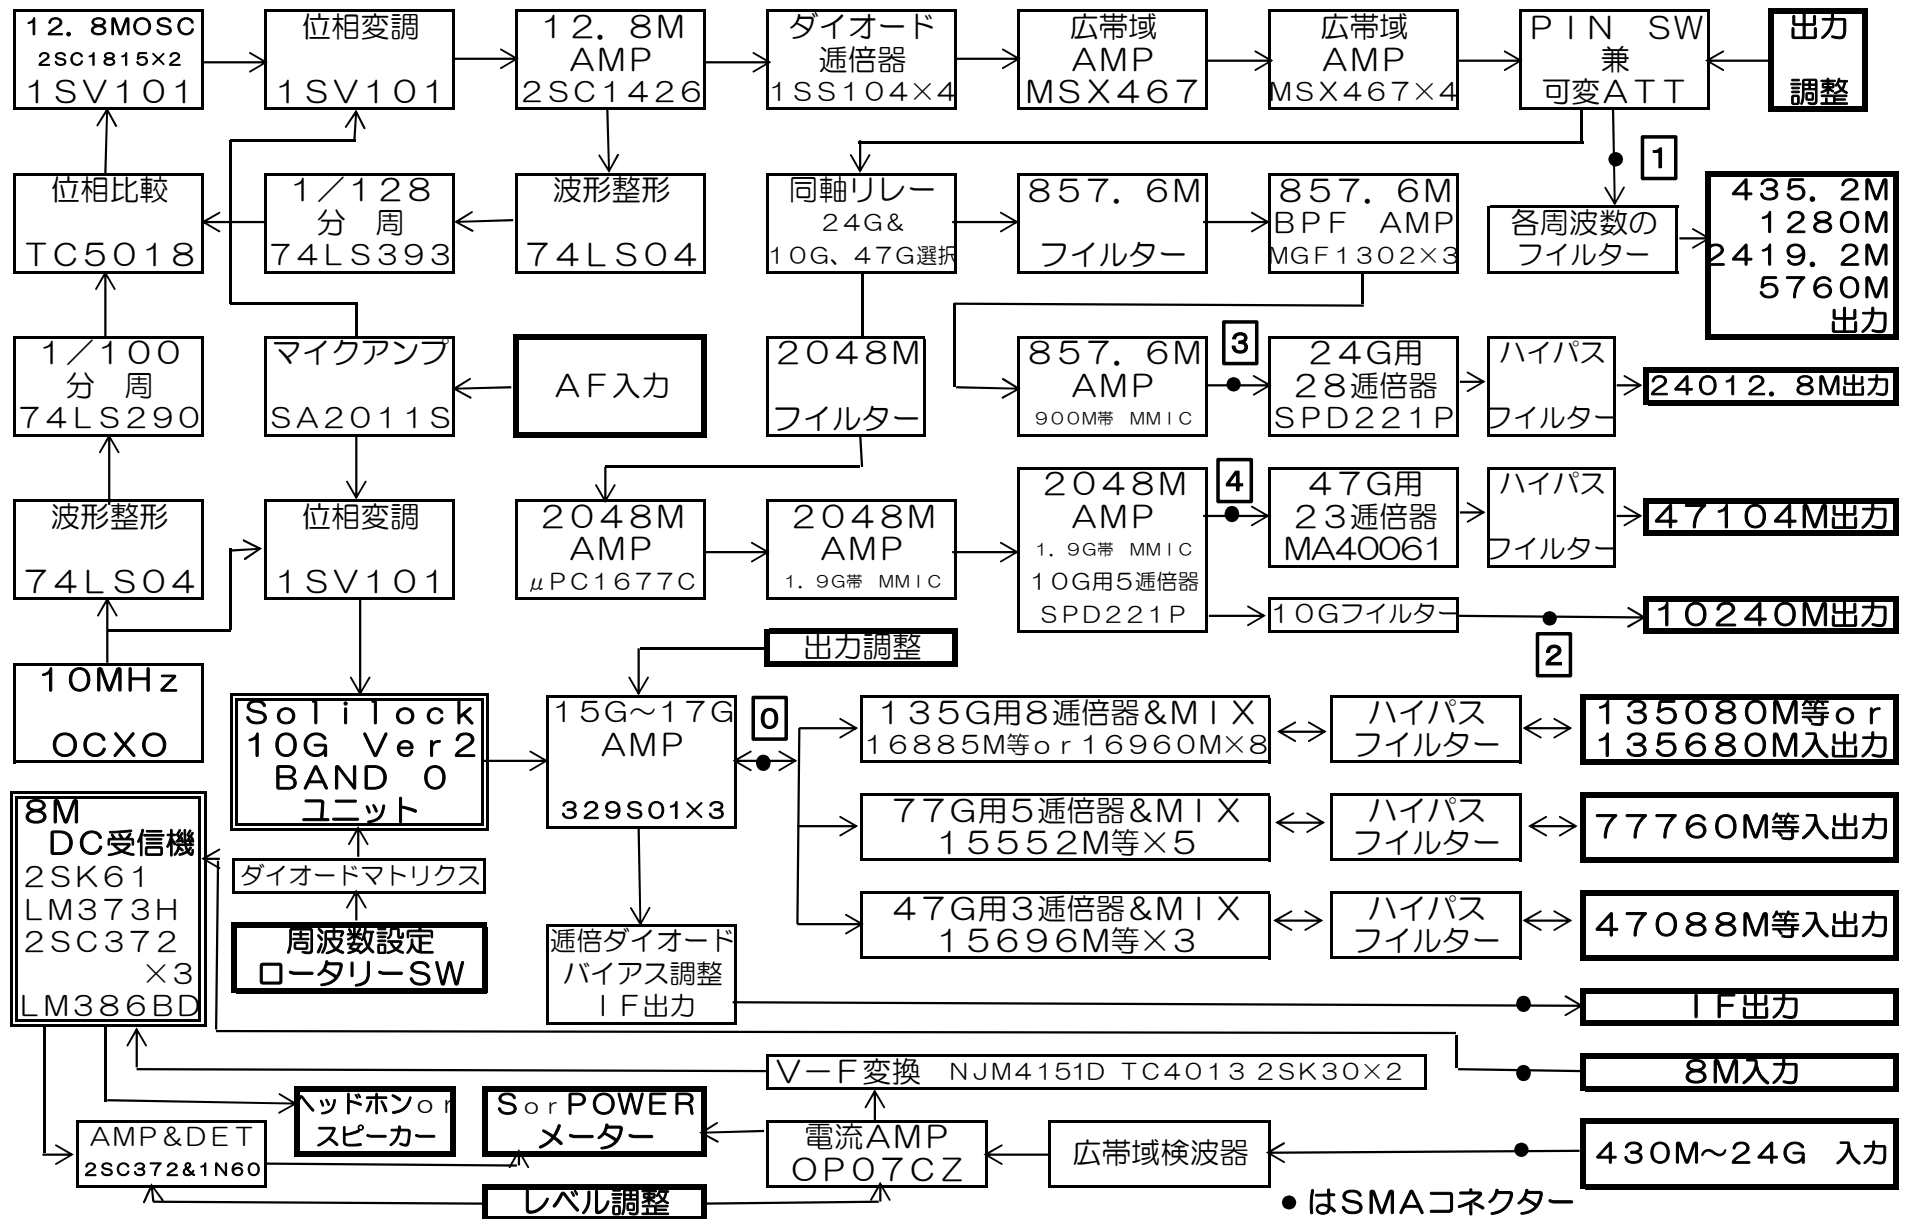 １２．８MOSC
2SC1815×2
１SV１０１
位相変調
１SV１０１
１２．８M
AMP
２SC１４２６
ダイオード
逓倍器
１SS１０４×４
広帯域
AMP
MSX４６７
広帯域
AMP
MSX４６７×４
ＰＩＮ　ＳＷ
兼
可変ＡＴＴ
出力
調整
1
位相比較
TC５０１８
１／１２８
分　周
７４LS３９３
波形整形
７４LS０４
同軸リレー
２４G＆
１０G、４７G選択
８５７．６M
フイルター
８５７．６M
BPF　AMP
MGF１３０２×３
各周波数の
フィルター
４３５．２M
１２８０M
２４１９．２M
５７６０M
出力
１／１００
分　周
７４LS２９０
マイクアンプ
SA２０１１S
ＡＦ入力
２０４８M
フイルター
８５７．６M
AMP
９００M帯　MMIC
3
２４G用
２８逓倍器
SPD２２１P
ハイパス
フイルター
２４０１２．８M出力
波形整形
７４LS０４
位相変調
１SV１０１
２０４８M
AMP
μPC１６７７C
２０４８M
AMP
１．９G帯　MMIC
２０４８M
AMP
１．９G帯　MMIC
１０G用５逓倍器
SPD２２１P
4
４７G用
２３逓倍器
MA40061
ハイパス
フイルター
４７１０４M出力
１０Gフイルター
１０２４０M出力
2
出力調整
１０MHｚ
OCXO
Ｓｏｌｉｌｏｃｋ
１０G　Ver２
BAND　０
ユニット
１５G～１７G
AMP
３２９S０１×３
0
１３５G用８逓倍器＆ＭＩＸ
１６８８５M等ｏｒ１６９６０M×８
ハイパス
フィルター
１３５０８０M等ｏｒ
１３５６８０M入出力
８M
DC受信機
２SK６１
LM３７３H
２SC３７２
×３
LM３８６BD
７７G用５逓倍器＆ＭＩＸ
１５５５２M等×５
ハイパス
フィルター
７７７６０M等入出力
ダイオードマトリクス
周波数設定
ロータリーSW
４７G用３逓倍器＆ＭＩＸ
１５６９６M等×３
ハイパス
フィルター
４７０８８M等入出力
逓倍ダイオード
バイアス調整
ＩＦ出力
ＩＦ出力
V－F変換　NJM4151D TC4013 2SK30×2
８M入力
ヘッドホンｏｒ
スピーカー
ＳｏｒPOWER
メーター
AMP＆DET
2SC372&1N60
電流AMP
OP０７CZ
広帯域検波器
４３０M～２４G　入力
レベル調整
●はSMAコネクター